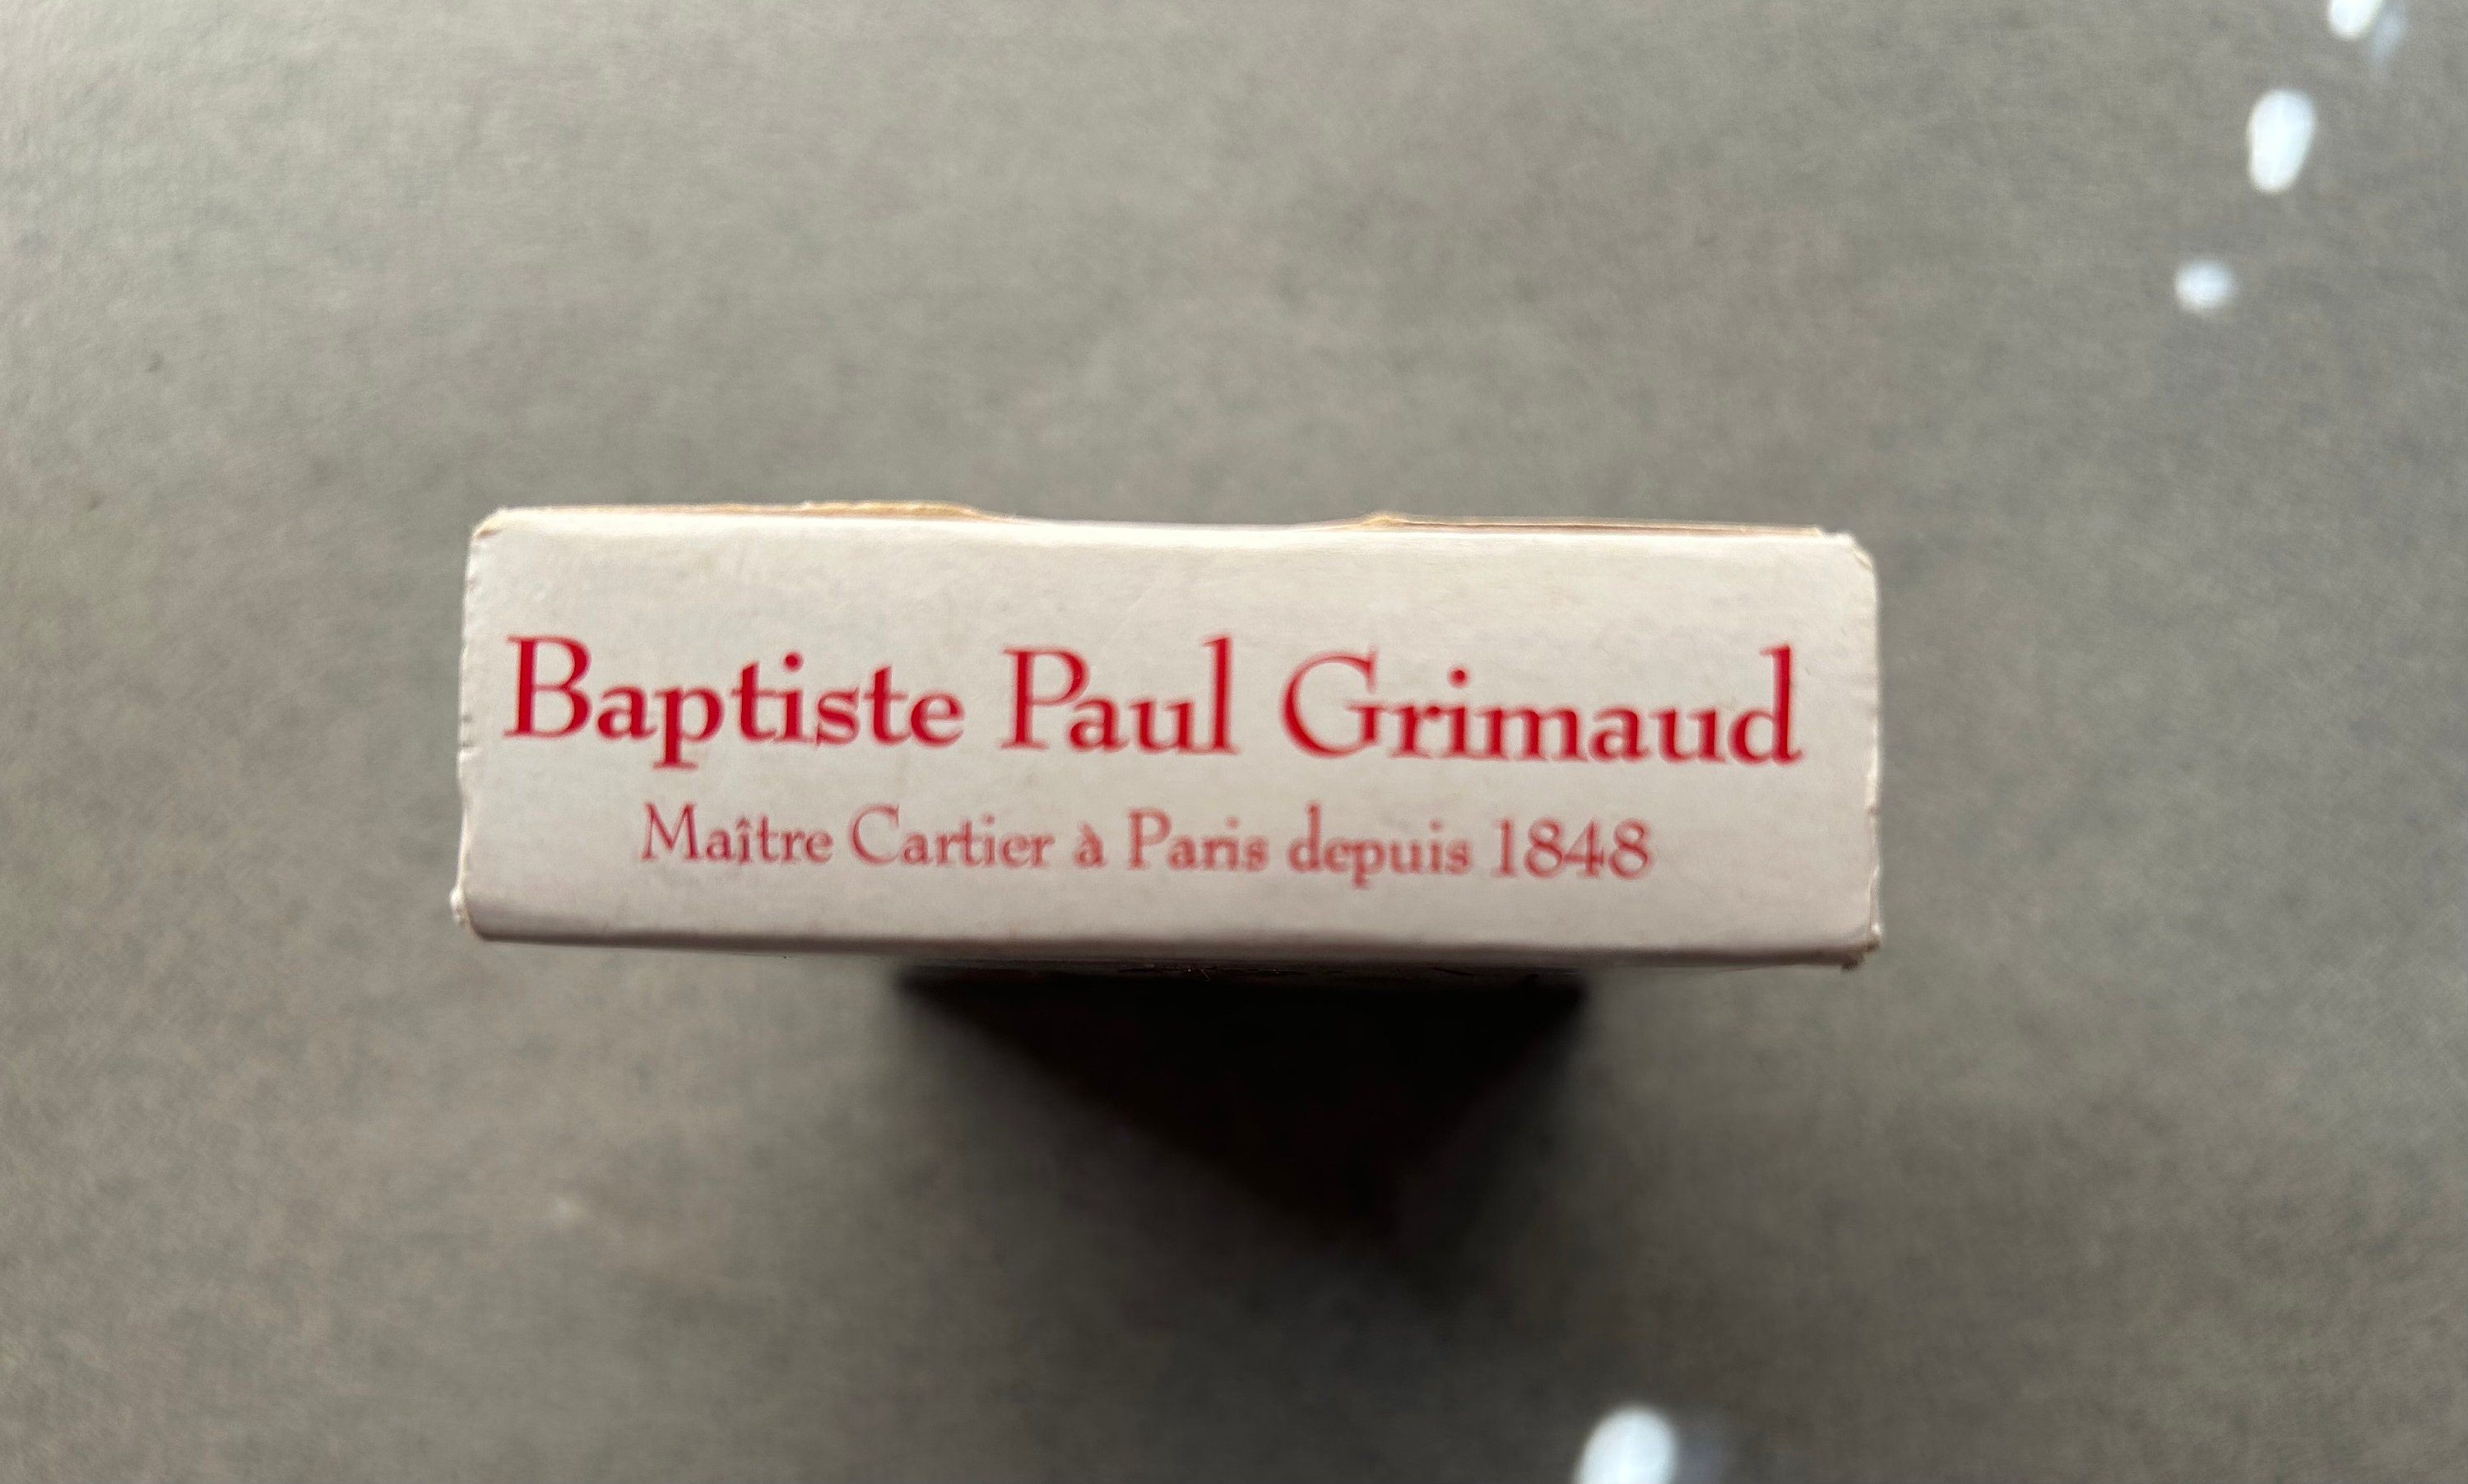 Baptiste Paul Grimaud
Maître Cartier à Paris depuis 1848